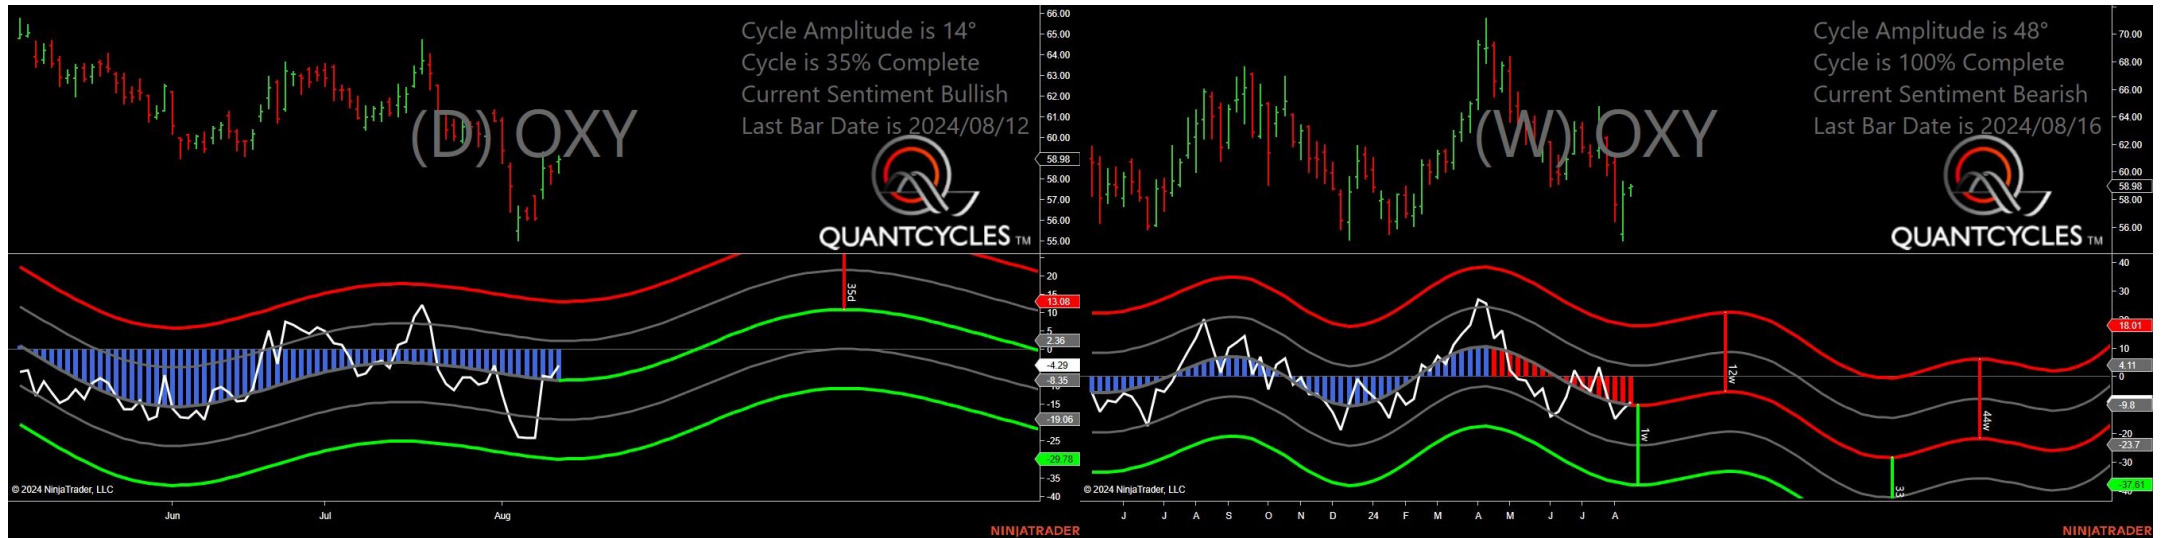 Cycle Amplitude is 14°
Cycle is 35% Complete
Current Sentiment Bullish
Last Bar Date is 2024/08/12
(D) OXY
QUANTCYCLES TM
66.00
65.00
64.00
63.00
62.00
61.00
60.00
58.98
58.00
57.00
56.00
55.00
35d
20
15
13.08
10
5
2.36
0
-4.29
-8.35
-15
-19.06
-25
-29.78
-35
-40
© 2024 NinjaTrader, LLC
Jun Jul Aug
NINJATRADER
Cycle Amplitude is 48°
Cycle is 100% Complete
Current Sentiment Bearish
Last Bar Date is 2024/08/16
(W) OXY
QUANTCYCLES TM
70.00
68.00
66.00
64.00
62.00
60.00
58.98
58.00
56.00
12w
1w
44w
33
40
30
18.01
10
4.11
0
-9.8
-20
-23.7
-30
-37.61
© 2024 NinjaTrader, LLC
J J A S O N D 24 F M A M J J A
NINJATRADER